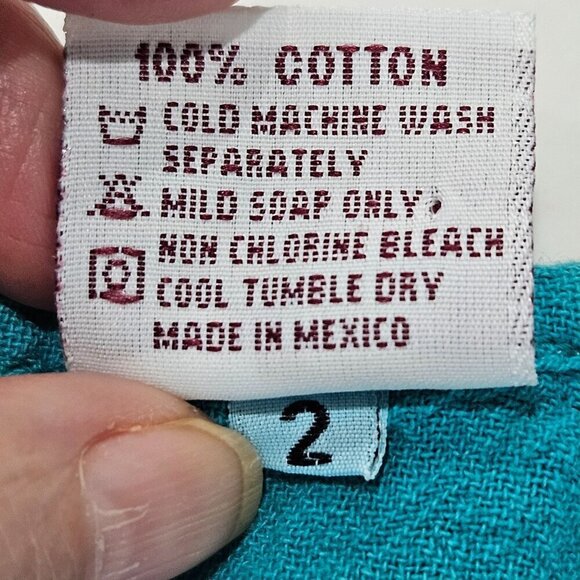 100% COTTON
COLD MACHINE WASH
SEPARATELY
MILD SOAP ONLY
NON CHLORINE BLEACH
COOL TUMBLE DRY
MADE IN MEXICO
2